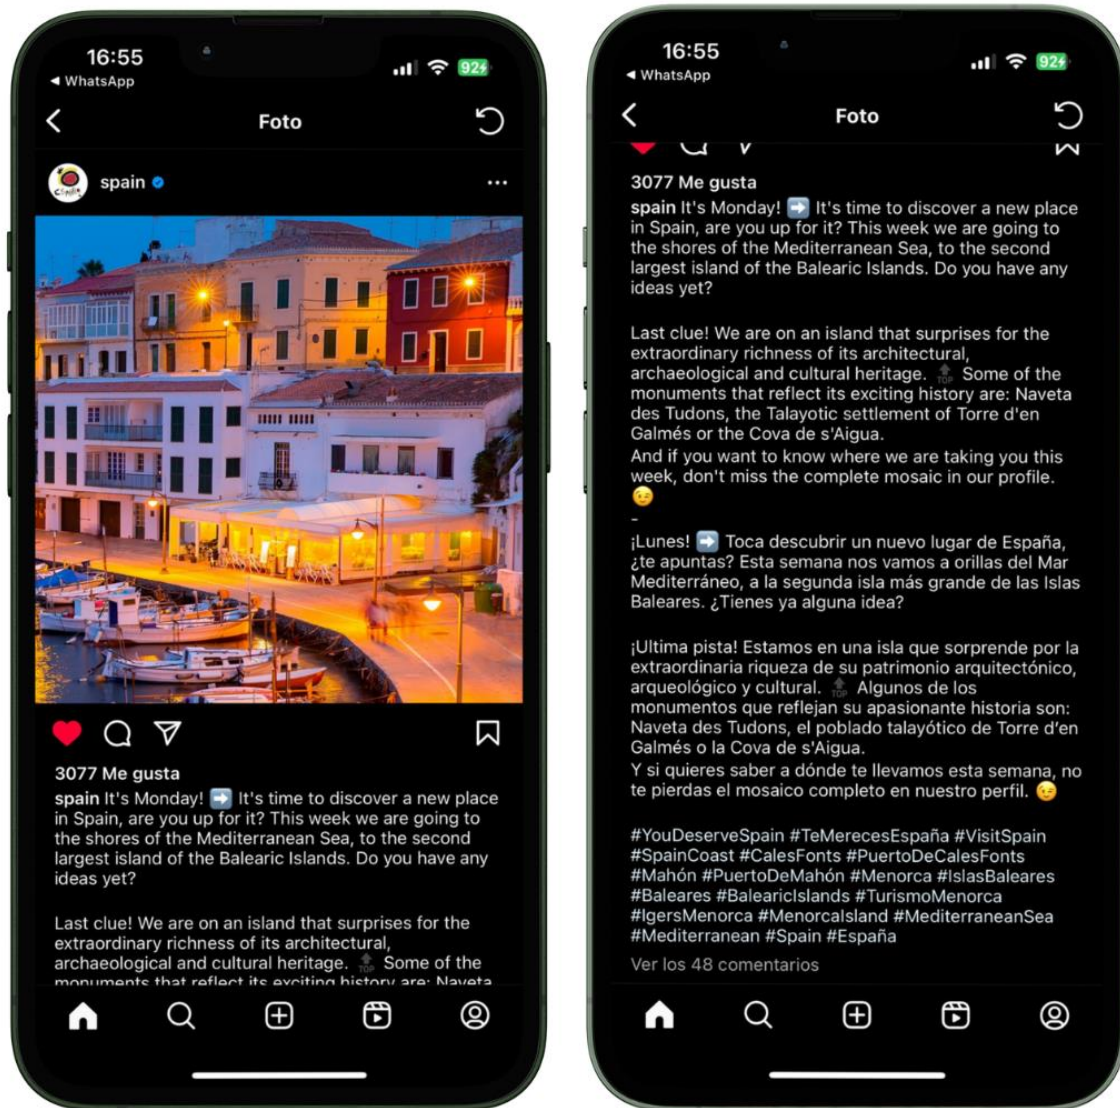 16:55
WhatsApp
92
Foto
España
spain
3077 Me gusta
spain It's Monday! ➡️ It's time to discover a new place
in Spain, are you up for it? This week we are going to
the shores of the Mediterranean Sea, to the second
largest island of the Balearic Islands. Do you have any
ideas yet?
Last clue! We are on an island that surprises for the
extraordinary richness of its architectural,
archaeological and cultural heritage. 🔝 Some of the
monuments that reflect its exciting history are: Naveta
16:55
WhatsApp
92
Foto
3077 Me gusta
spain It's Monday! ➡️ It's time to discover a new place
in Spain, are you up for it? This week we are going to
the shores of the Mediterranean Sea, to the second
largest island of the Balearic Islands. Do you have any
ideas yet?
Last clue! We are on an island that surprises for the
extraordinary richness of its architectural,
archaeological and cultural heritage. 🔝 Some of the
monuments that reflect its exciting history are: Naveta
des Tudons, the Talayotic settlement of Torre d'en
Galmés or the Cova de s'Aigua.
And if you want to know where we are taking you this
week, don't miss the complete mosaic in our profile.
😉
-
¡Lunes! ➡️ Toca descubrir un nuevo lugar de España,
¿te apuntas? Esta semana nos vamos a orillas del Mar
Mediterráneo, a la segunda isla más grande de las Islas
Baleares. ¿Tienes ya alguna idea?
¡Ultima pista! Estamos en una isla que sorprende por la
extraordinaria riqueza de su patrimonio arquitectónico,
arqueológico y cultural. 🔝 Algunos de los
monumentos que reflejan su apasionante historia son:
Naveta des Tudons, el poblado talayótico de Torre d’en
Galmés o la Cova de s'Aigua.
Y si quieres saber a dónde te llevamos esta semana, no
te pierdas el mosaico completo en nuestro perfil. 😉
#YouDeserveSpain #TeMerecesEspaña #VisitSpain
#SpainCoast #CalesFonts #PuertoDeCalesFonts
#Mahón #PuertoDeMahón #Menorca #IslasBaleares
#Baleares #BalearicIslands #TurismoMenorca
#IgersMenorca #MenorcaIsland #MediterraneanSea
#Mediterranean #Spain #España
Ver los 48 comentarios